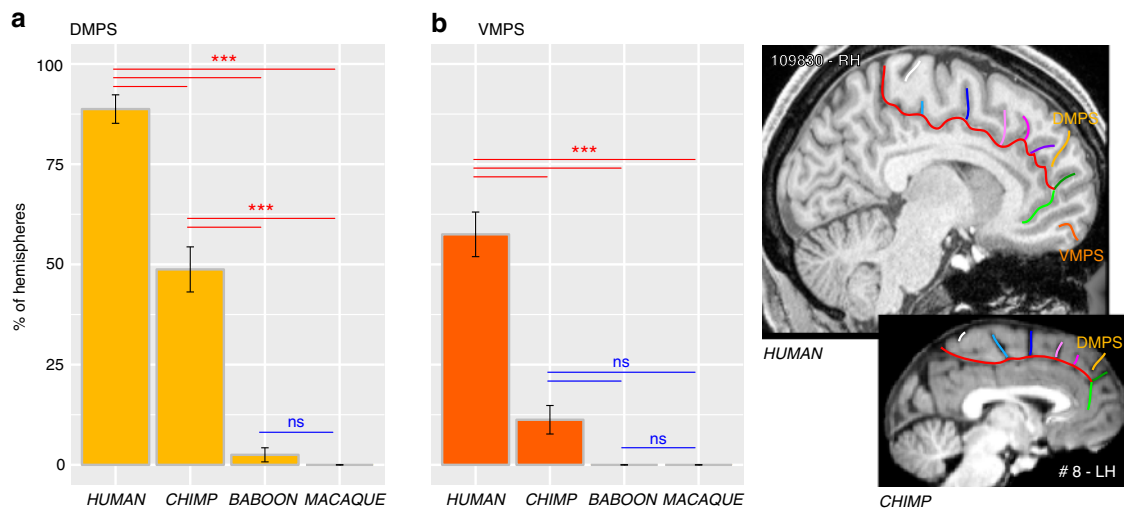 a
DMPS
% of hemispheres
100
75
50
25
0
***
***
ns
HUMAN CHIMP BABOON MACAQUE
b
VMPS
***
ns
ns
HUMAN CHIMP BABOON MACAQUE
109830 - RH
DMPS
VMPS
HUMAN
DMPS
# 8 - LH
CHIMP